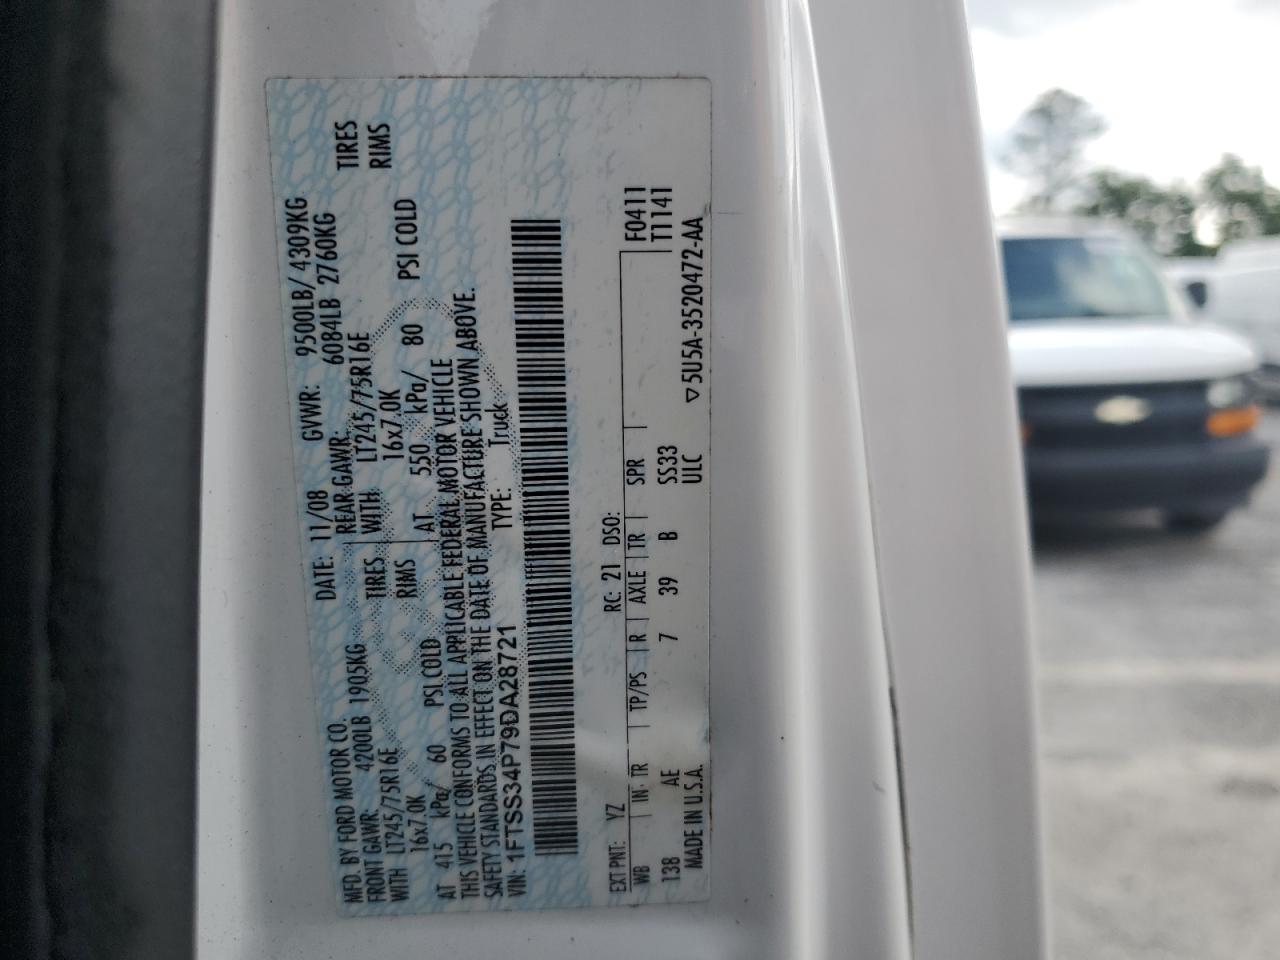 MFD. BY FORD MOTOR CO. DATE: 11/08 GVWR: 9500LB/ 4309KG
FRONT GAWR: 4200LB 1905KG REAR GAWR: 6084LB 2760KG
WITH LT245/75R16E TIRES WITH LT245/75R16E TIRES
16x7.0K RIMS 16x7.0K RIMS
AT 415 kPa/ 60 PSI COLD AT 550 kPa/ 80 PSI COLD
THIS VEHICLE CONFORMS TO ALL APPLICABLE FEDERAL MOTOR VEHICLE
SAFETY STANDARDS IN EFFECT ON THE DATE OF MANUFACTURE SHOWN ABOVE.
VIN: 1FTSS34P79DA28721 TYPE: Truck
EXT PNT: YZ RC: 21 DSO:
WB IN TR TP/PS R AXLE TR SPR F0411
138 AE 7 39 B SS33 T1141
MADE IN U.S.A. ULC
▽5U5A-3520472-AA